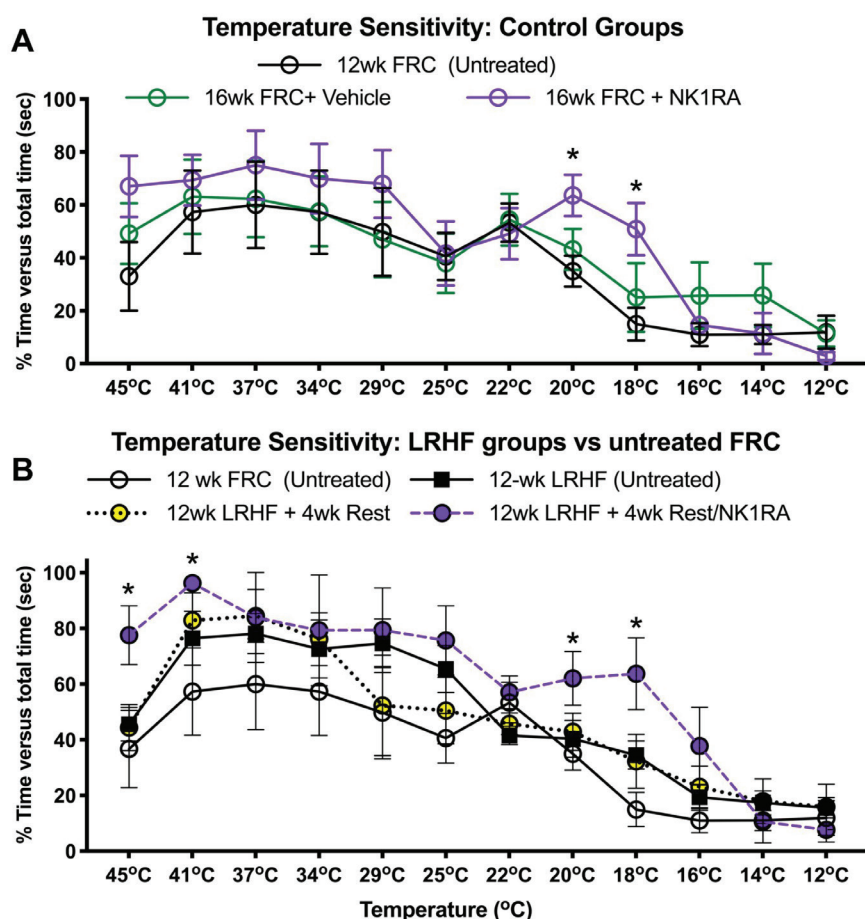 A
Temperature Sensitivity: Control Groups
12wk FRC (Untreated)
16wk FRC+ Vehicle
16wk FRC + NK1RA
% Time versus total time (sec)
100
80
60
40
20
0
* *
45°C 41°C 37°C 34°C 29°C 25°C 22°C 20°C 18°C 16°C 14°C 12°C
B
Temperature Sensitivity: LRHF groups vs untreated FRC
12 wk FRC (Untreated)
12-wk LRHF (Untreated)
12wk LRHF + 4wk Rest
12wk LRHF + 4wk Rest/NK1RA
% Time versus total time (sec)
100
80
60
40
20
0
* * * *
45°C 41°C 37°C 34°C 29°C 25°C 22°C 20°C 18°C 16°C 14°C 12°C
Temperature (°C)